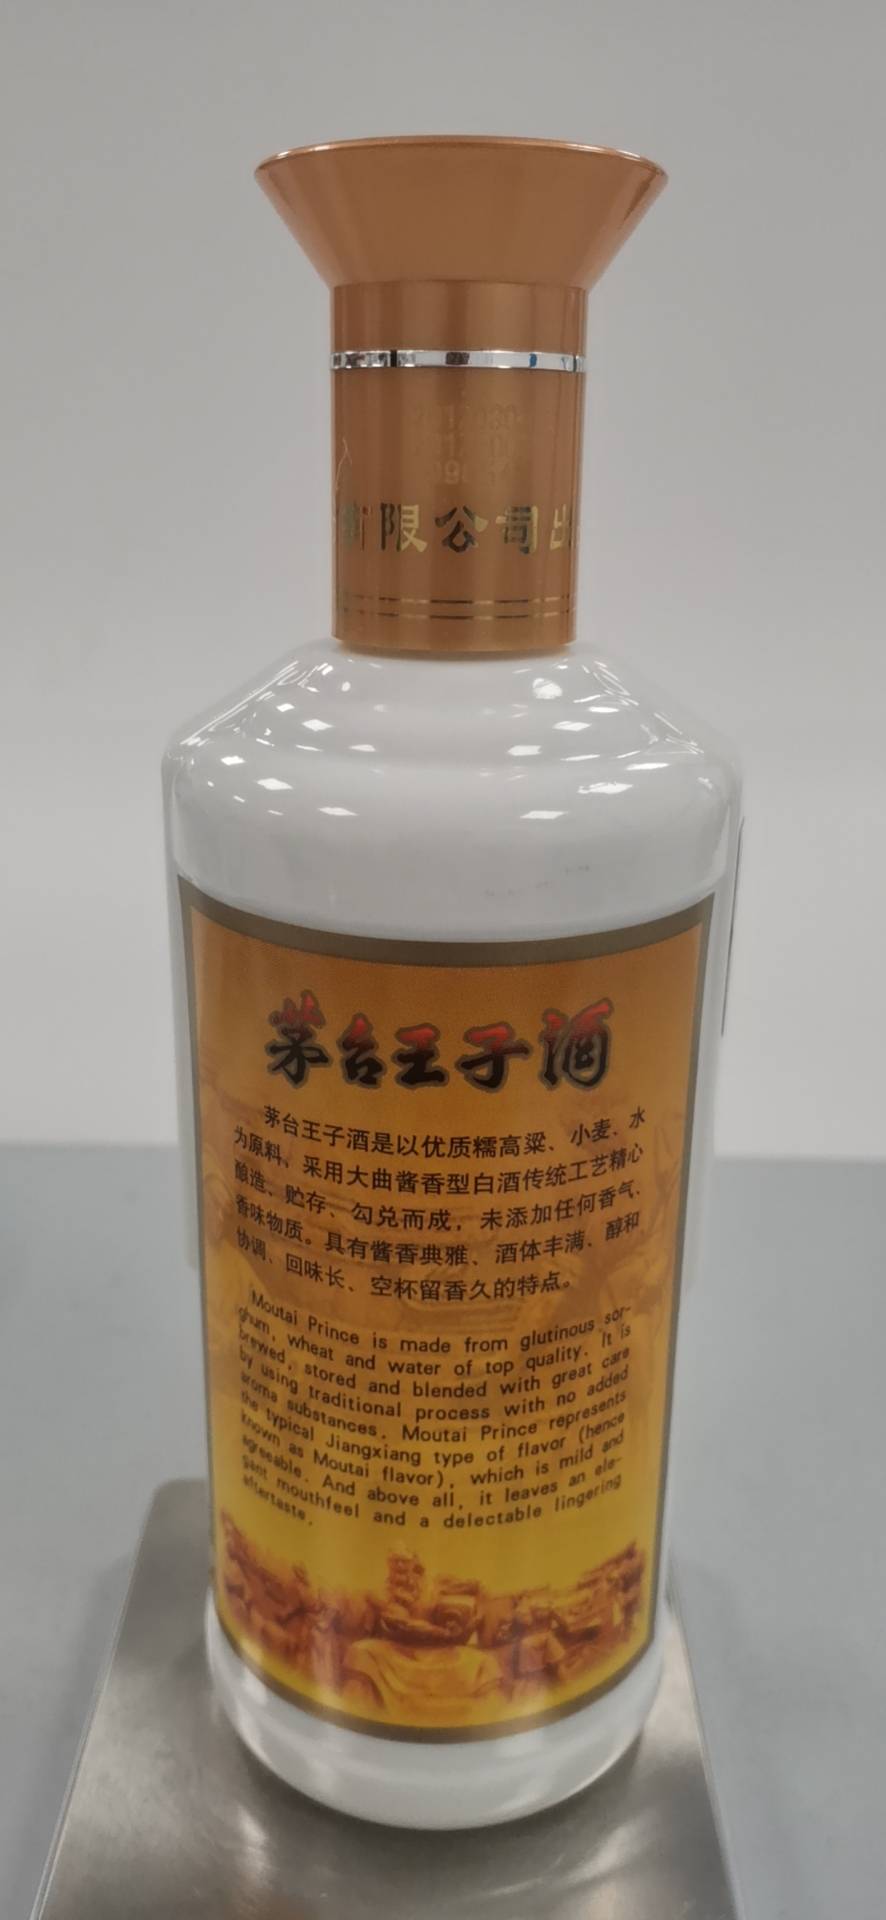 有限公司出
茅台王子酒
茅台王子酒是以优质糯高粱、小麦、水
为原料，采用大曲酱香型白酒传统工艺精心
酿造、贮存、勾兑而成，未添加任何香气、
香味物质。具有酱香典雅、酒体丰满、醇和
协调、回味长、空杯留香久的特点。
Moutai Prince is made from glutinous sor-
ghum, wheat and water of top quality. It is
brewed, stored and blended with great care
by using traditional process with no added
aroma substances. Moutai Prince represents
the typical Jiangxiang type of flavor (hence
known as Moutai flavor), which is mild and
agreeable. And above all, it leaves an ele-
gant mouthfeel and a delectable lingering
aftertaste.